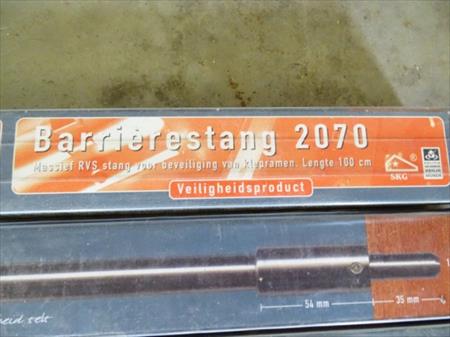 Barrièrestang 2070
Massief RVS stang voor beveiliging van klepramen. Lengte 100 cm
Veiligheidsproduct
SKG®
54 mm
35 mm